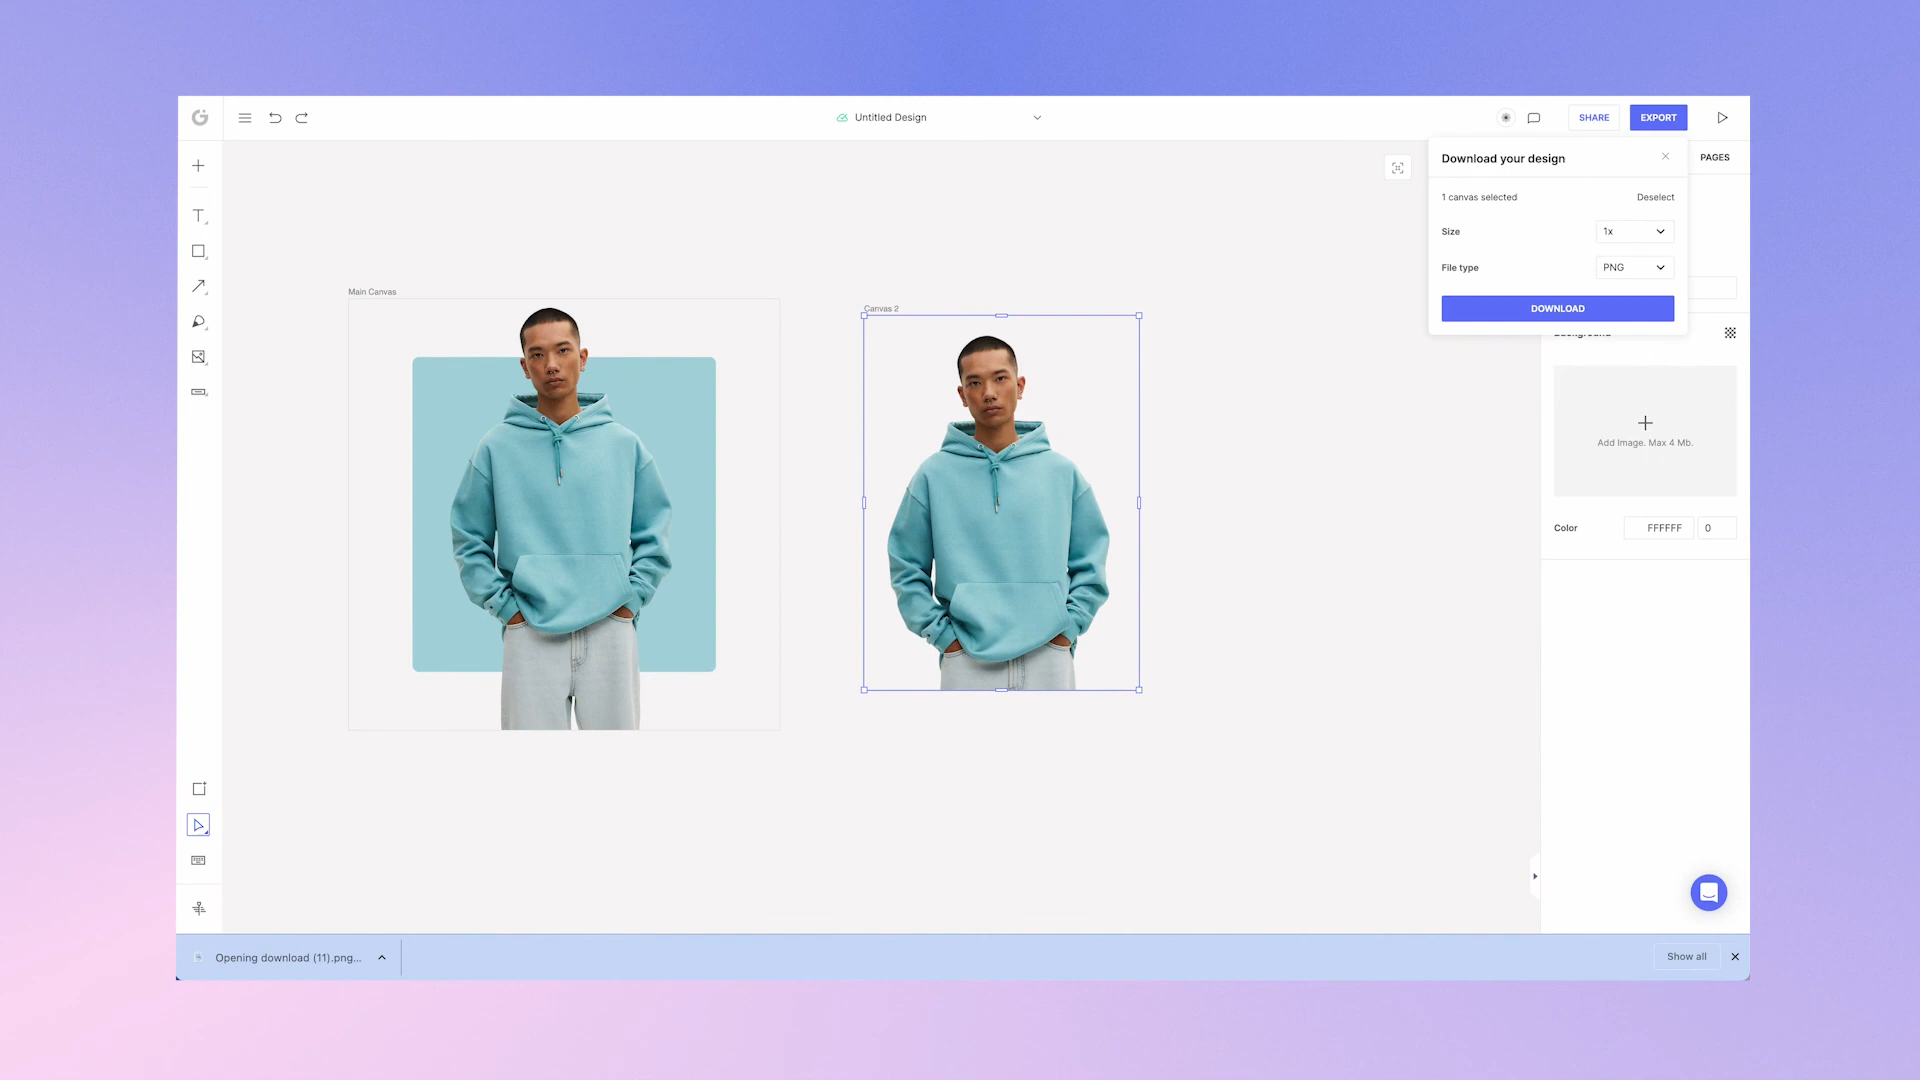 Untitled Design
SHARE
EXPORT
Download your design
PAGES
1 canvas selected
Deselect
Size
1x
File type
PNG
DOWNLOAD
Background
Main Canvas
Canvas 2
Add Image. Max 4 Mb.
Color
FFFFFF
0
Opening download (11).png...
Show all